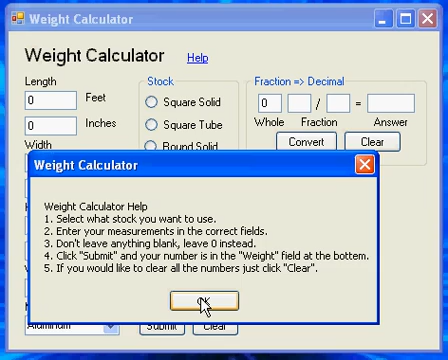 Weight Calculator
Weight Calculator Help
Length
0 Feet
0 Inches
Width
Stock
Square Solid
Square Tube
Bound Solid
Fraction => Decimal
0 / =
Whole Fraction Answer
Convert Clear
Weight Calculator
Weight Calculator Help
1. Select what stock you want to use.
2. Enter your measurements in the correct fields.
3. Don't leave anything blank, leave 0 instead.
4. Click "Submit" and your number is in the "Weight" field at the bottem.
5. If you would like to clear all the numbers just click "Clear".
OK
Aluminum Submit Clear